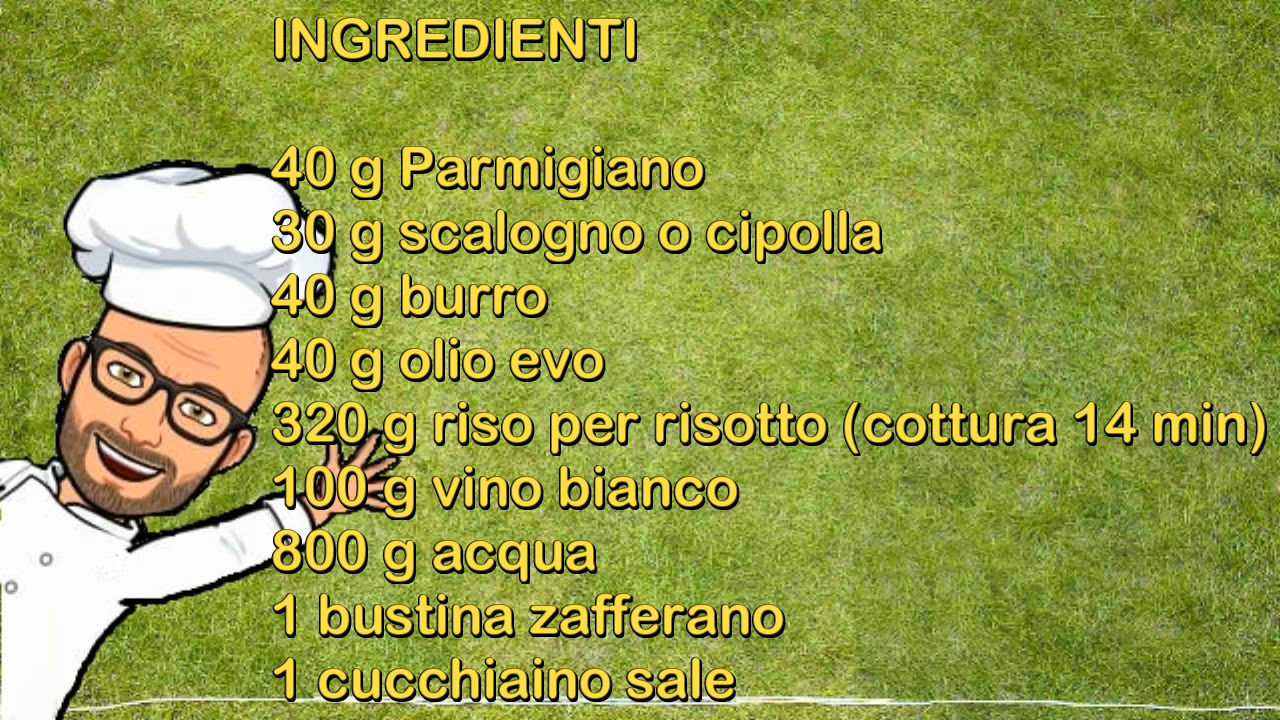 INGREDIENTI
40 g Parmigiano
30 g scalogno o cipolla
40 g burro
40 g olio evo
320 g riso per risotto (cottura 14 min)
100 g vino bianco
800 g acqua
1 bustina zafferano
1 cucchiaino sale